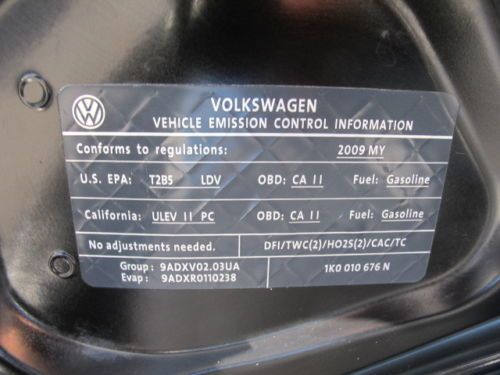 VOLKSWAGEN
VEHICLE EMISSION CONTROL INFORMATION
Conforms to regulations: 2009 MY
U.S. EPA: T2B5 LDV OBD: CA II Fuel: Gasoline
California: ULEV II PC OBD: CA II Fuel: Gasoline
No adjustments needed. DFI/TWC(2)/HO2S(2)/CAC/TC
Group: 9ADXV02.03UA 1K0 010 676 N
Evap: 9ADXR0110238